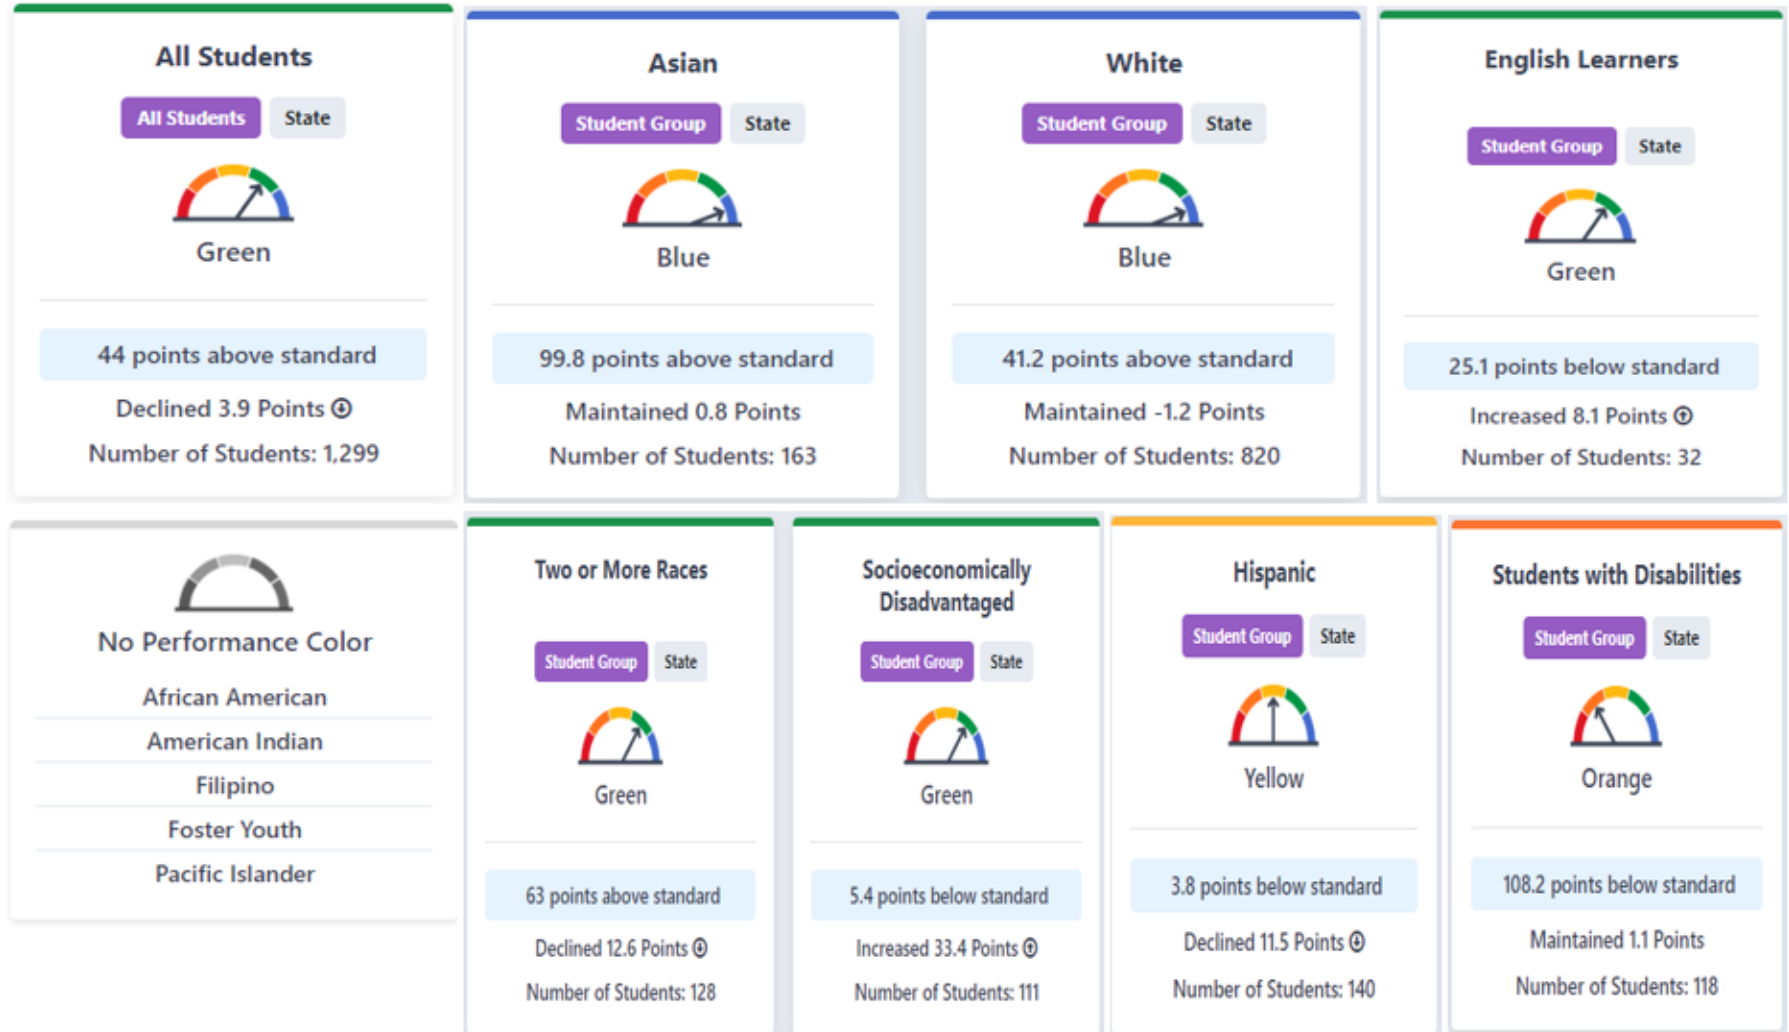 All Students
All Students State
Green
44 points above standard
Declined 3.9 Points
Number of Students: 1,299
Asian
Student Group State
Blue
99.8 points above standard
Maintained 0.8 Points
Number of Students: 163
White
Student Group State
Blue
41.2 points above standard
Maintained -1.2 Points
Number of Students: 820
English Learners
Student Group State
Green
25.1 points below standard
Increased 8.1 Points
Number of Students: 32
No Performance Color
African American
American Indian
Filipino
Foster Youth
Pacific Islander
Two or More Races
Student Group State
Green
63 points above standard
Declined 12.6 Points
Number of Students: 128
Socioeconomically
Disadvantaged
Student Group State
Green
5.4 points below standard
Increased 33.4 Points
Number of Students: 111
Hispanic
Student Group State
Yellow
3.8 points below standard
Declined 11.5 Points
Number of Students: 140
Students with Disabilities
Student Group State
Orange
108.2 points below standard
Maintained 1.1 Points
Number of Students: 118